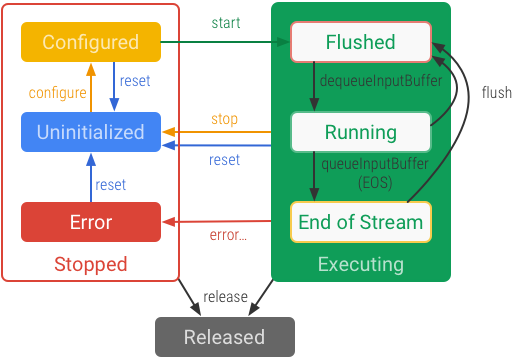 start
Configured
Flushed
reset
configure
dequeueInputBuffer
flush
stop
Uninitialized
Running
reset
queueInputBuffer
(EOS)
reset
Error
End of Stream
error...
Stopped
Executing
release
Released